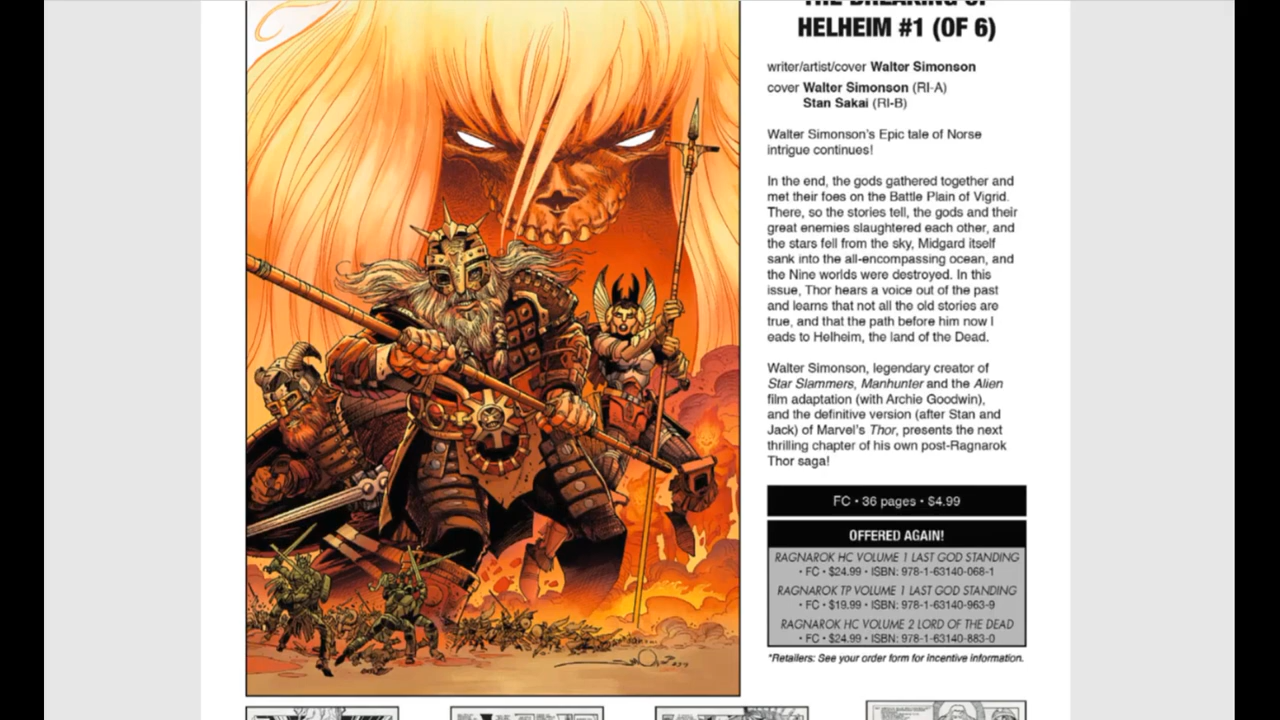 THE BREAKING OF
HELHEIM #1 (OF 6)
writer/artist/cover Walter Simonson
cover Walter Simonson (RI-A)
Stan Sakai (RI-B)
Walter Simonson's Epic tale of Norse
intrigue continues!
In the end, the gods gathered together and
met their foes on the Battle Plain of Vigrid.
There, so the stories tell, the gods and their
great enemies slaughtered each other, and
the stars fell from the sky, Midgard itself
sank into the all-encompassing ocean, and
the Nine worlds were destroyed. In this
issue, Thor hears a voice out of the past
and learns that not all the old stories are
true, and that the path before him now l
eads to Helheim, the land of the Dead.
Walter Simonson, legendary creator of
Star Slammers, Manhunter and the Alien
film adaptation (with Archie Goodwin),
and the definitive version (after Stan and
Jack) of Marvel's Thor, presents the next
thrilling chapter of his own post-Ragnarok
Thor saga!
FC • 36 pages • $4.99
OFFERED AGAIN!
RAGNAROK HC VOLUME 1 LAST GOD STANDING
• FC • $24.99 • ISBN: 978-1-63140-068-1
RAGNAROK TP VOLUME 1 LAST GOD STANDING
• FC • $19.99 • ISBN: 978-1-63140-963-9
RAGNAROK HC VOLUME 2 LORD OF THE DEAD
• FC • $24.99 • ISBN: 978-1-63140-883-0
*Retailers: See your order form for incentive information.